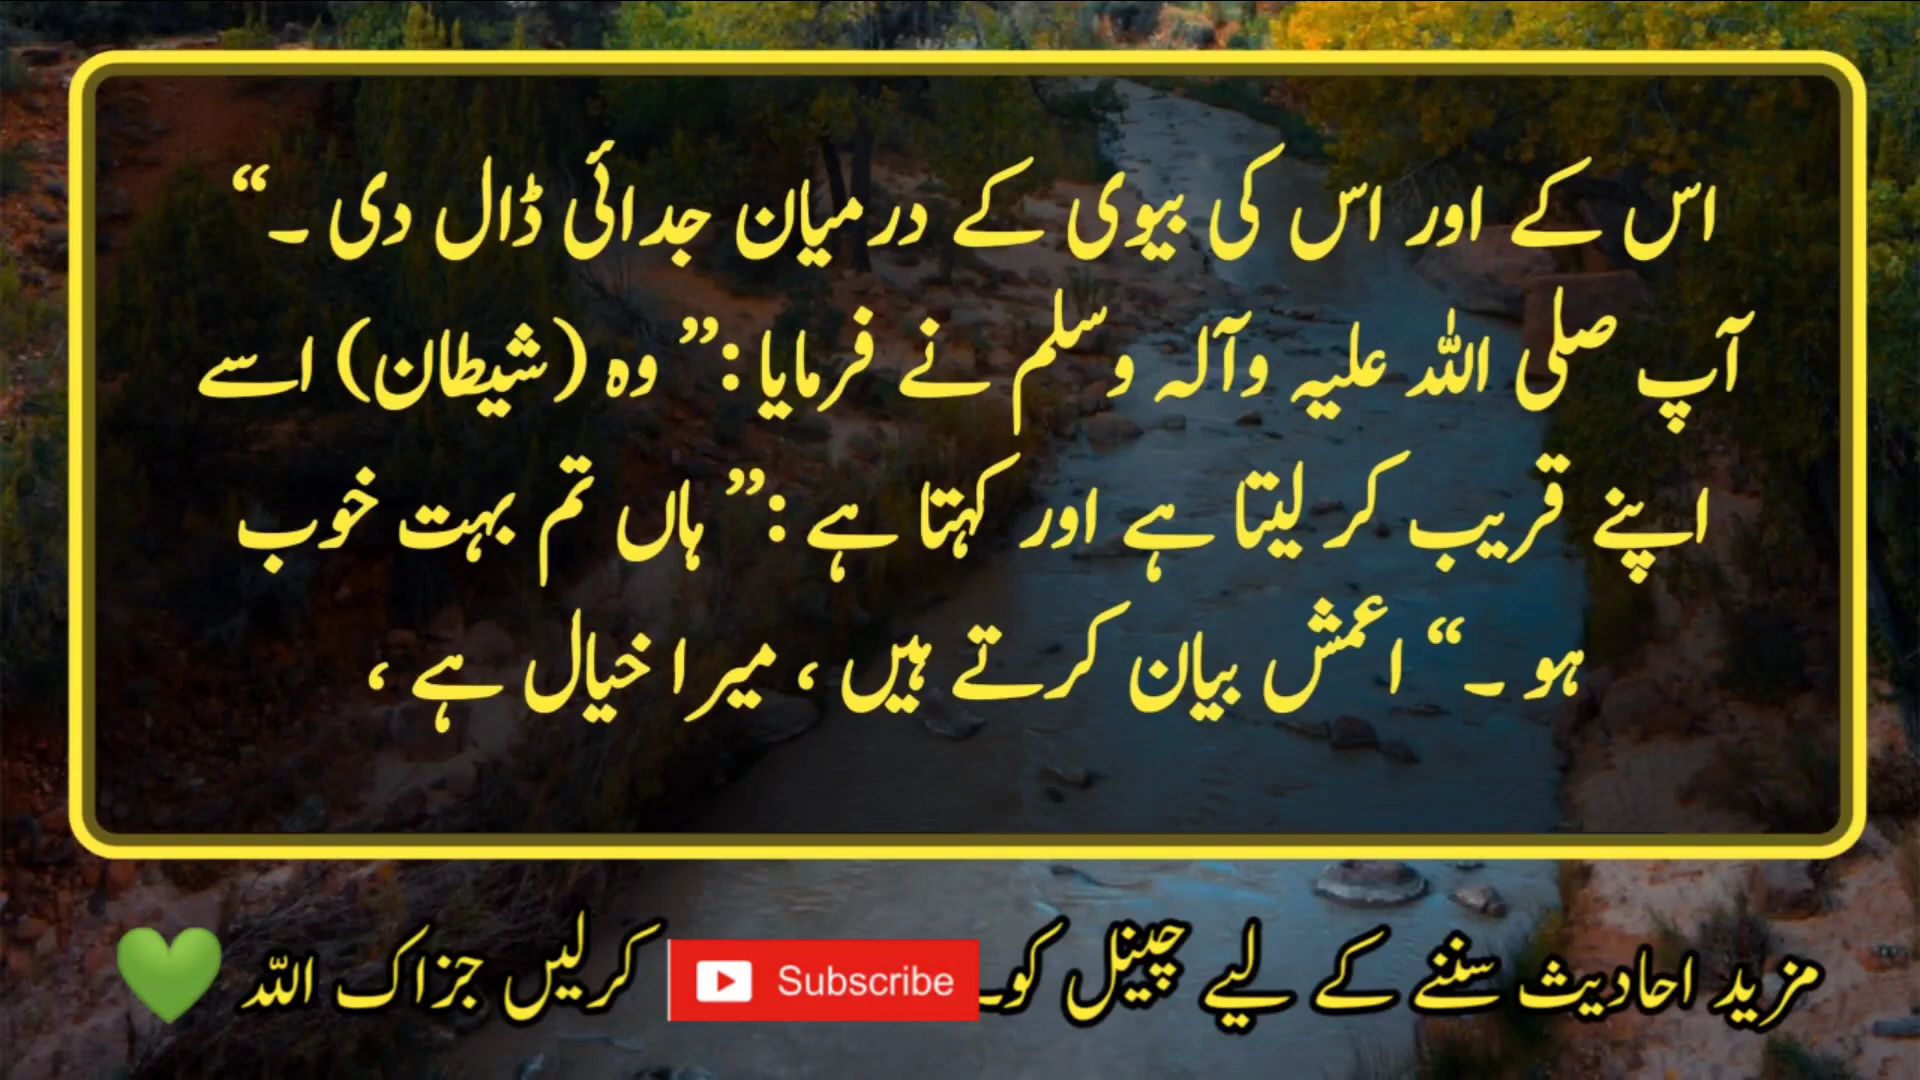 اس کے اور اس کی بیوی کے درمیان جدائی ڈال دی ۔“
آپ صلی اللہ علیہ وآلہ وسلم نے فرمایا :” وہ (شیطان) اسے
اپنے قریب کر لیتا ہے اور کہتا ہے :” ہاں تم بہت خوب
ہو ۔“ اعمش بیان کرتے ہیں ، میرا خیال ہے ،
مزید احادیث سننے کے لیے چینل کو۔ Subscribe کرلیں جزاک اللہ